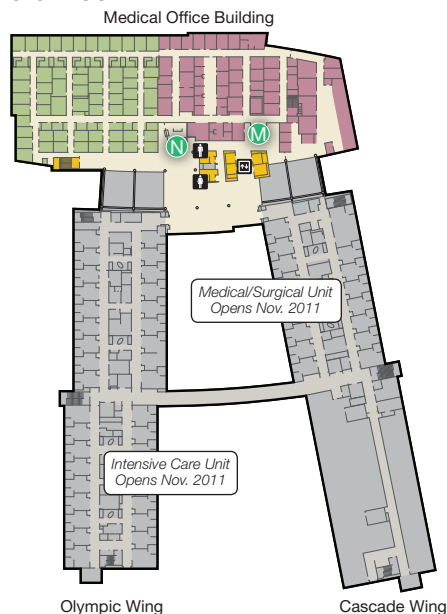 Medical Office Building
N
M
Medical/Surgical Unit
Opens Nov. 2011
Intensive Care Unit
Opens Nov. 2011
Olympic Wing
Cascade Wing